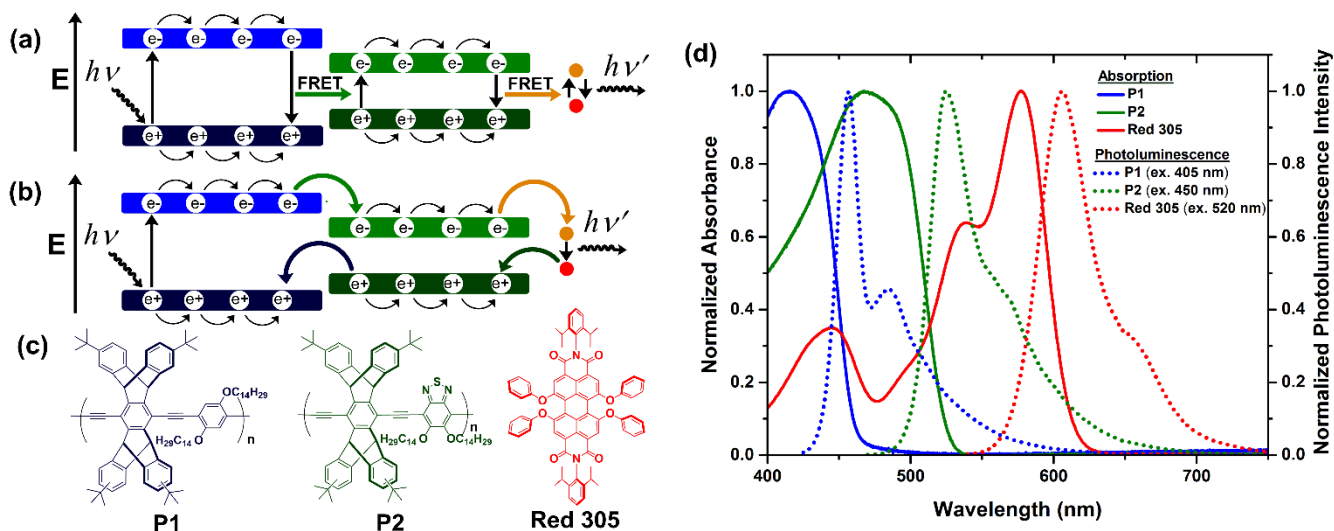 (a)
E
hν
e- e- e- e-
e+ e+ e+ e+
FRET
e- e- e- e-
e+ e+ e+ e+
FRET
hν′
(b)
E
hν
e- e- e- e-
e+ e+ e+ e+
e- e- e- e-
e+ e+ e+ e+
hν′
(c)
OC14H29
H29C14
O
n
P1
S
N N
H29C14
O
OC14H29
n
P2
O N O
O O
O O
O N O
Red 305
(d)
Normalized Absorbance
1.0
0.8
0.6
0.4
0.2
0.0
Absorption
P1
P2
Red 305
Photoluminescence
P1 (ex. 405 nm)
P2 (ex. 450 nm)
Red 305 (ex. 520 nm)
1.0
0.8
0.6
0.4
0.2
0.0
Normalized Photoluminescence Intensity
400 500 600 700
Wavelength (nm)